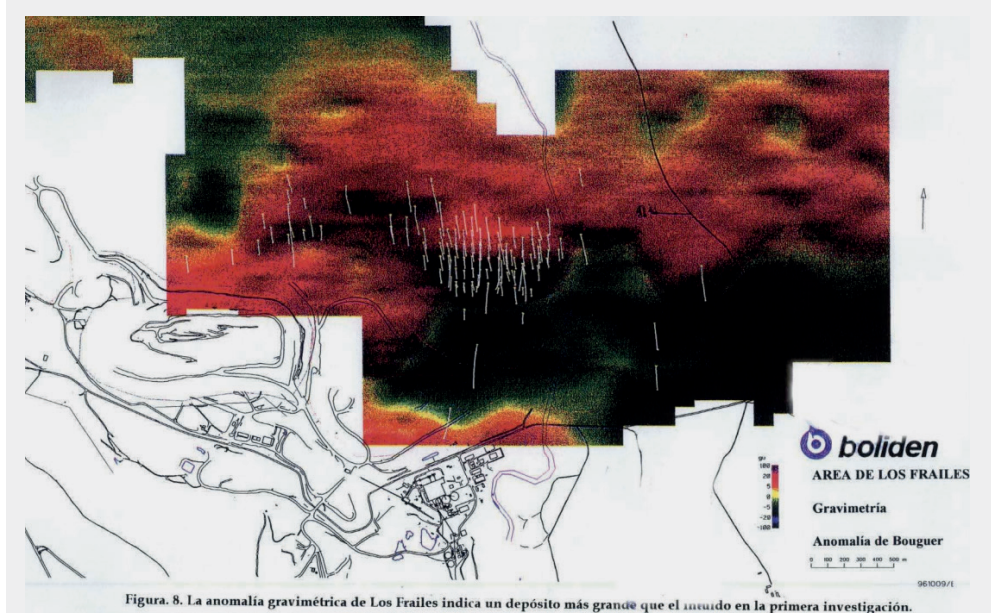 boliden
AREA DE LOS FRAILES
Gravimetría
Anomalía de Bouguer
100
20
5
0
-5
-20
-100
0 100 200 300 400 500 m
961009/L
Figura. 8. La anomalía gravimétrica de Los Frailes indica un depósito más grande que el intuido en la primera investigación.